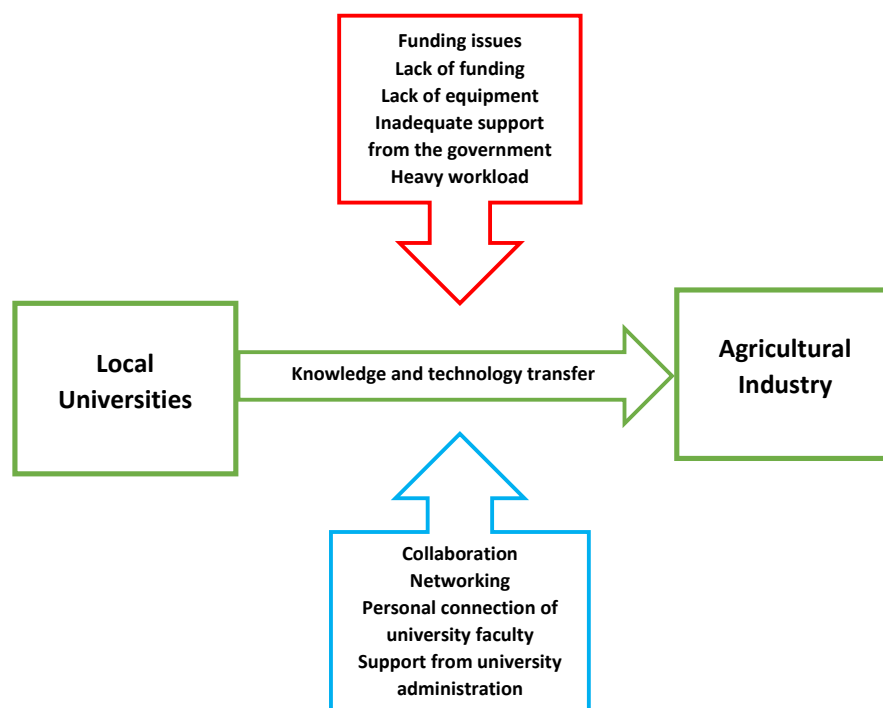 Funding issues
Lack of funding
Lack of equipment
Inadequate support
from the government
Heavy workload
Local
Universities
Knowledge and technology transfer
Agricultural
Industry
Collaboration
Networking
Personal connection of
university faculty
Support from university
administration